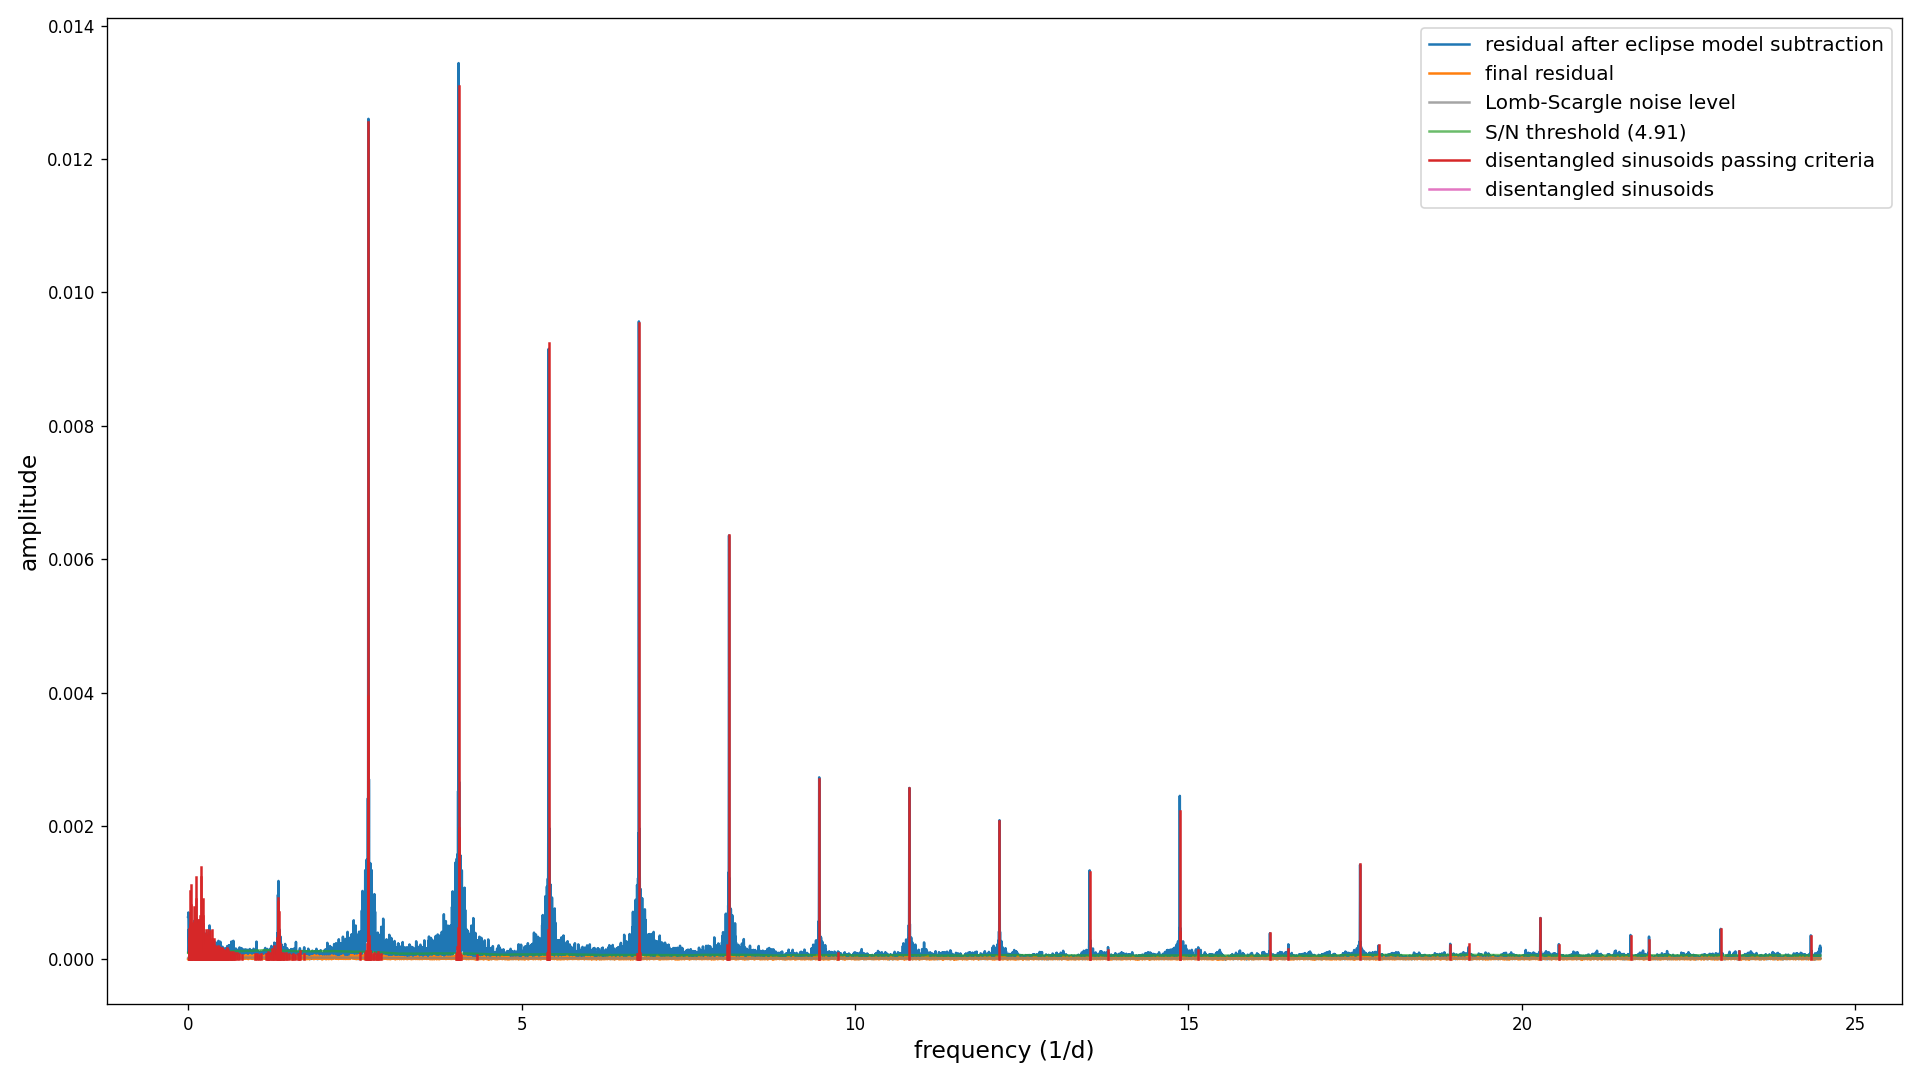 0.014
0.012
0.010
0.008
0.006
0.004
0.002
0.000
amplitude
0
5
10
15
20
25
frequency (1/d)
residual after eclipse model subtraction
final residual
Lomb-Scargle noise level
S/N threshold (4.91)
disentangled sinusoids passing criteria
disentangled sinusoids